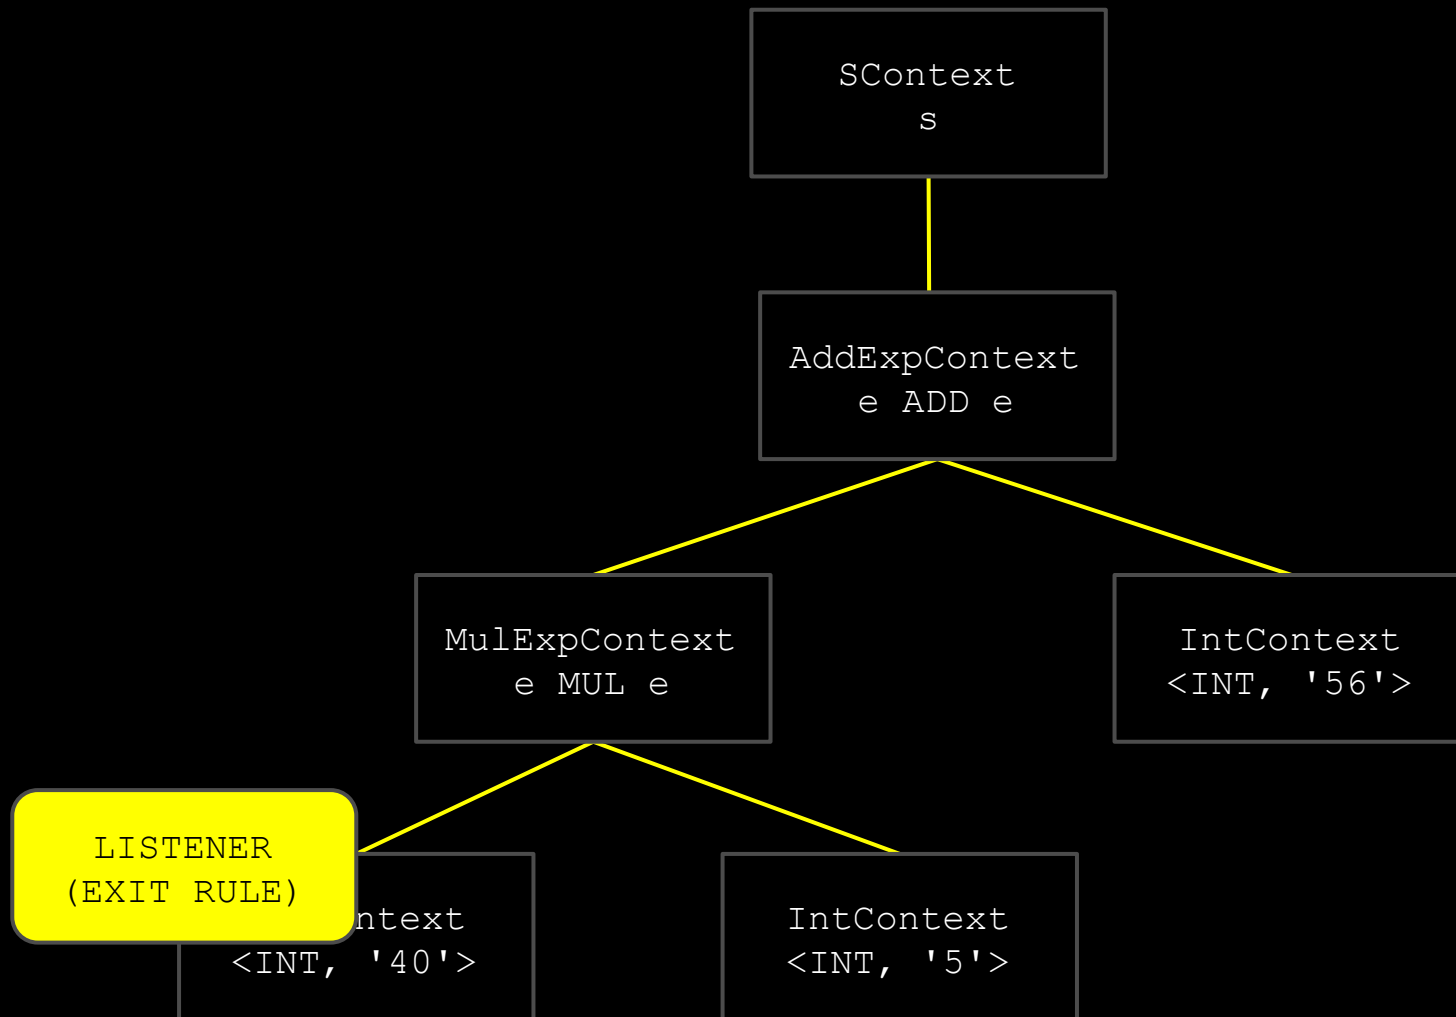 SContext
s
AddExpContext
e ADD e
MulExpContext
e MUL e
IntContext
<INT, '56'>
LISTENER
(EXIT RULE)
ntext
<INT, '40'>
IntContext
<INT, '5'>